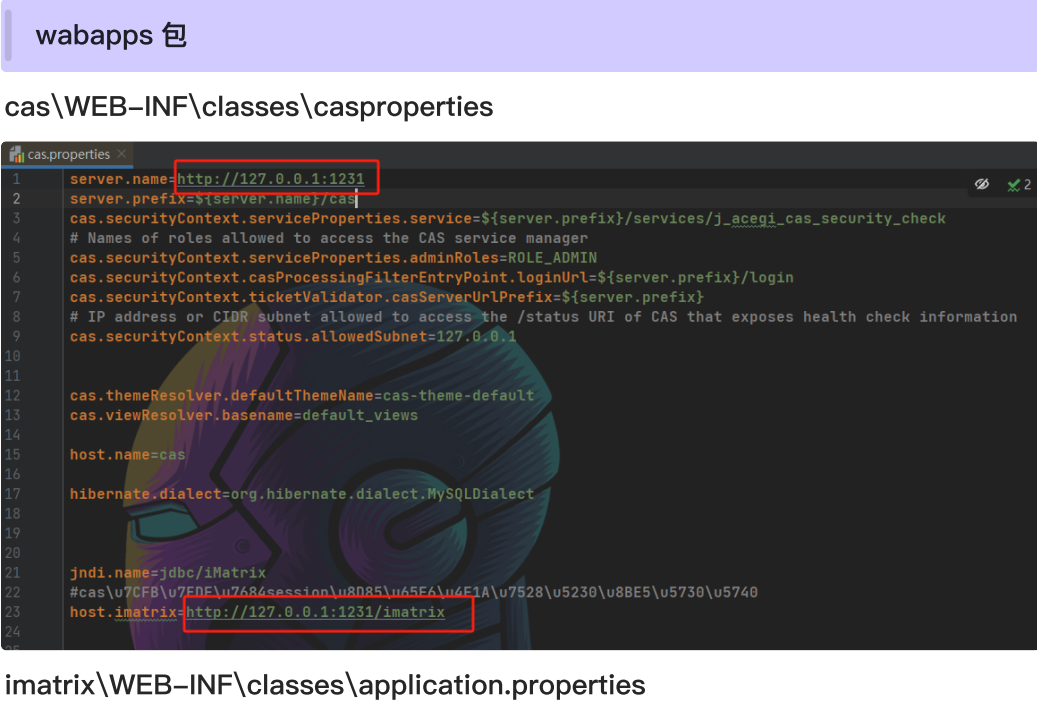 wabapps 包
cas\WEB-INF\classes\casproperties
cas.properties ×
1 server.name=http://127.0.0.1:1231
2 server.prefix=${server.name}/cas
2
3 cas.securityContext.serviceProperties.service=${server.prefix}/services/j_acegi_cas_security_check
4 # Names of roles allowed to access the CAS service manager
5 cas.securityContext.serviceProperties.adminRoles=ROLE_ADMIN
6 cas.securityContext.casProcessingFilterEntryPoint.loginUrl=${server.prefix}/login
7 cas.securityContext.ticketValidator.casServerUrlPrefix=${server.prefix}
8 # IP address or CIDR subnet allowed to access the /status URI of CAS that exposes health check information
9 cas.securityContext.status.allowedSubnet=127.0.0.1
10
11
12 cas.themeResolver.defaultThemeName=cas-theme-default
13 cas.viewResolver.basename=default_views
14
15 host.name=cas
16
17 hibernate.dialect=org.hibernate.dialect.MySQLDialect
18
19
20
21 jndi.name=jdbc/iMatrix
22 #cas\u7CFB\u7EDF\u7684session\u8D85\u65F6\u4F1A\u7528\u5230\u8BE5\u5730\u5740
23 host.imatrix=http://127.0.0.1:1231/imatrix
24
imatrix\WEB-INF\classes\application.properties